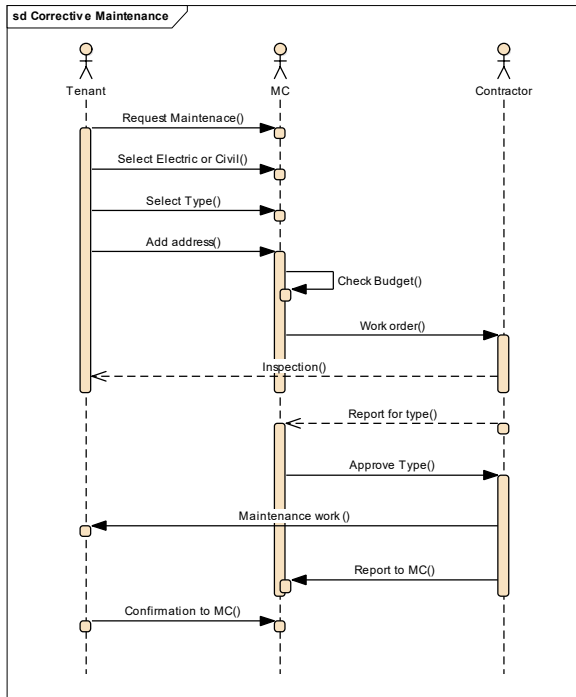 sd Corrective Maintenance
Tenant
MC
Contractor
Request Maintenace()
Select Electric or Civil()
Select Type()
Add address()
Check Budget()
Work order()
Inspection()
Report for type()
Approve Type()
Maintenance work ()
Report to MC()
Confirmation to MC()